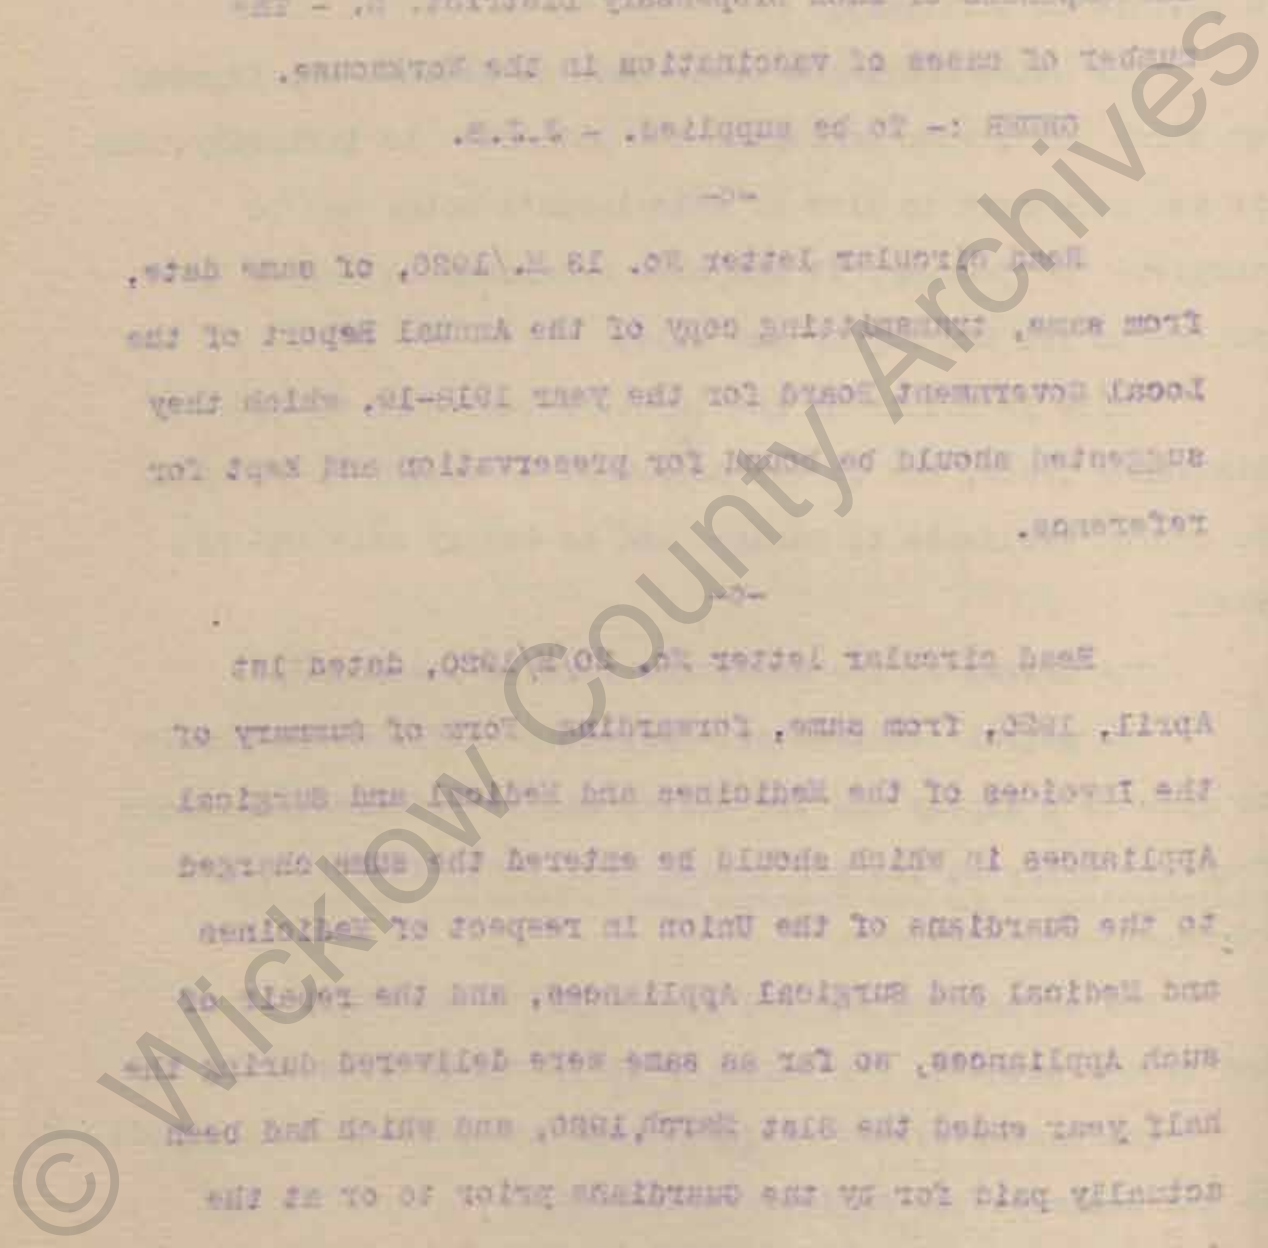 each Dispensary District. - The
number of cases of vaccination in the Workhouse.
ORDER :- To be supplied. -
-o-
Read circular letter No. 13 M./1920, of same date,
from same, transmitting copy of the Annual Report of the
Local Government Board for the year 1918-19, which they
suggested should be bound for preservation and kept for
reference.
-o-
Read circular letter No. dated 1st
April, 1920, from same, forwarding Form of Summary of
the Invoices of the Medicines and Medical and Surgical
Appliances in which should be entered the sums charged
to the Guardians of the Union in respect of Medicines
and Medical and Surgical Appliances, and the repair of
such Appliances, so far as same were delivered during the
half year ended the 31st March, 1920, and which had been
actually paid for by the Guardians prior to or at the
© Wicklow County Archives